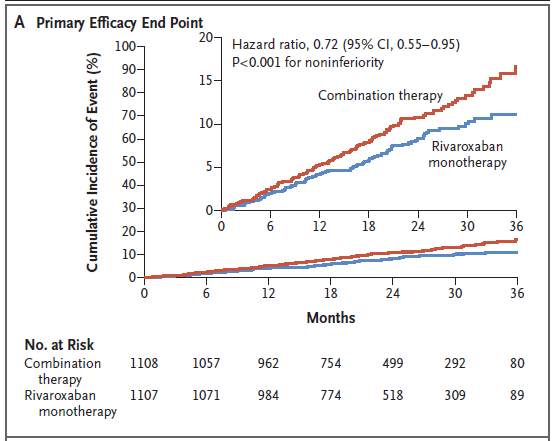 A Primary Efficacy End Point
Cumulative Incidence of Event (%)
100
90
80
70
60
50
40
30
20
10
0
0 6 12 18 24 30 36
Months
20
15
10
5
0
0 6 12 18 24 30 36
Hazard ratio, 0.72 (95% CI, 0.55–0.95)
P<0.001 for noninferiority
Combination therapy
Rivaroxaban
monotherapy
No. at Risk
Combination 1108 1057 962 754 499 292 80
therapy
Rivaroxaban 1107 1071 984 774 518 309 89
monotherapy